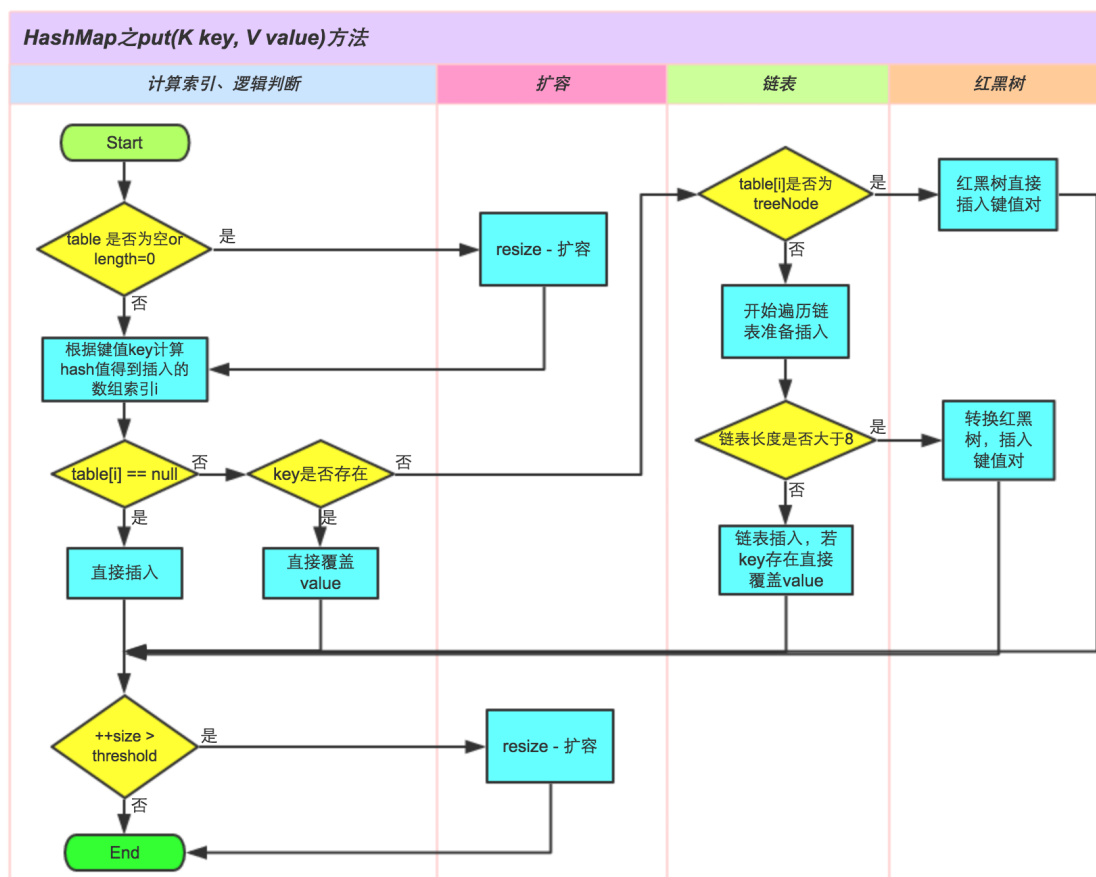 HashMap之put(K key, V value)方法
计算索引、逻辑判断
扩容
链表
红黑树
Start
table 是否为空or
length=0
是
resize - 扩容
否
根据键值key计算
hash值得到插入的
数组索引i
table[i] == null
否
key是否存在
否
是
直接插入
是
直接覆盖
value
table[i]是否为
treeNode
是
红黑树直接
插入键值对
否
开始遍历链
表准备插入
链表长度是否大于8
是
转换红黑
树，插入
键值对
否
链表插入，若
key存在直接
覆盖value
++size >
threshold
是
resize - 扩容
否
End